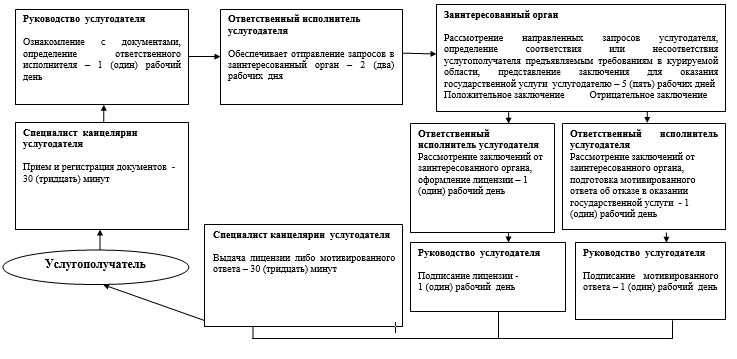 Руководство услугодателя
Ознакомление с документами,
определение ответственного
исполнителя – 1 (один) рабочий
день
Ответственный исполнитель
услугодателя
Обеспечивает отправление запросов в
заинтересованный орган – 2 (два)
рабочих дня
Заинтересованный орган
Рассмотрение направленных запросов услугодателя,
определение соответствия или несоответствия
услугополучателя предъявляемым требованиям в курируемой
области, представление заключения для оказания
государственной услуги услугодателю – 5 (пять) рабочих дней
Положительное заключение Отрицательное заключение
Специалист канцелярии
услугодателя
Прием и регистрация документов -
30 (тридцать) минут
Ответственный
исполнитель услугодателя
Рассмотрение заключений от
заинтересованного органа,
оформление лицензии – 1
(один) рабочий день
Ответственный исполнитель
услугодателя
Рассмотрение заключений от
заинтересованного органа,
подготовка мотивированного
ответа об отказе в оказании
государственной услуги - 1
(один) рабочий день
Услугополучатель
Специалист канцелярии услугодателя
Выдача лицензии либо мотивированного
ответа – 30 (тридцать) минут
Руководство услугодателя
Подписание лицензии -
1 (один) рабочий день
Руководство услугодателя
Подписание мотивированного
ответа – 1 (один) рабочий день